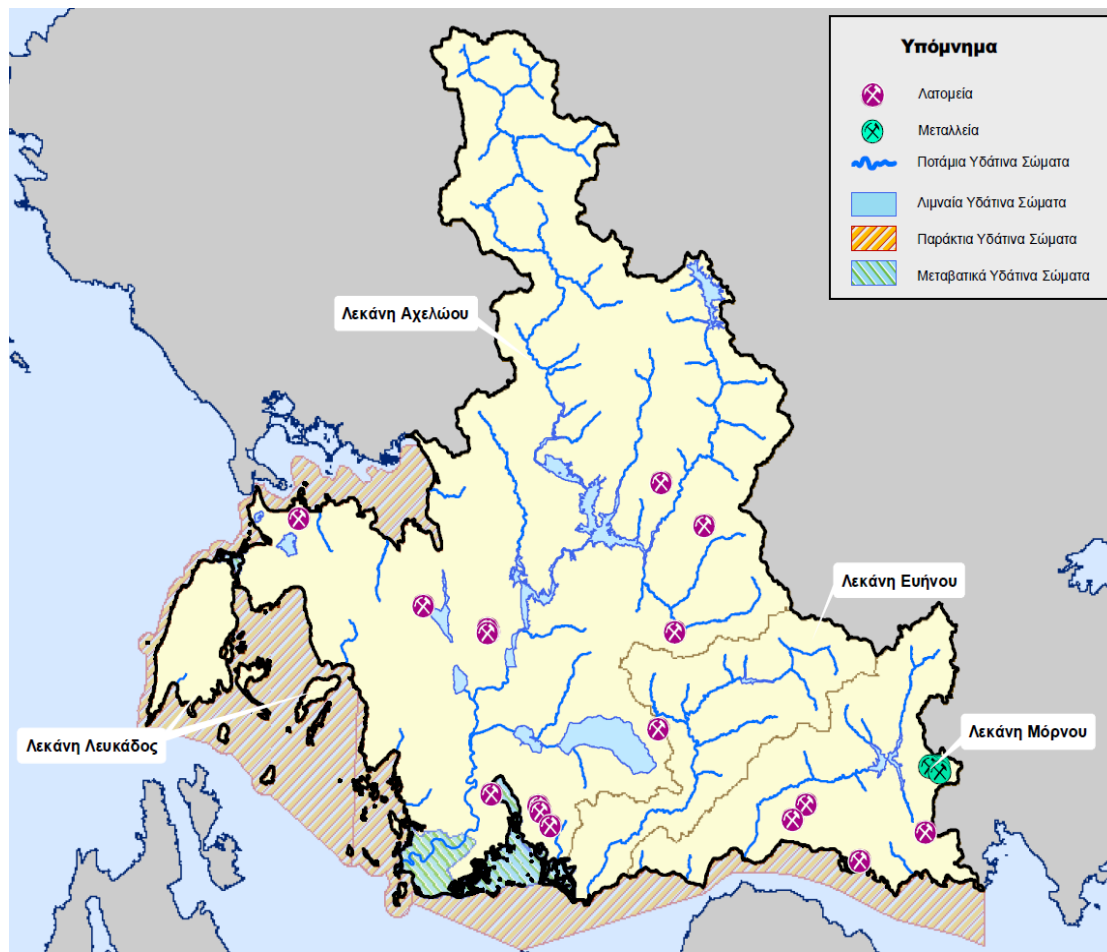 Υπόμνημα
Λατομεία
Μεταλλεία
Ποτάμια Υδάτινα Σώματα
Λιμναία Υδάτινα Σώματα
Παράκτια Υδάτινα Σώματα
Μεταβατικά Υδάτινα Σώματα
Λεκάνη Αχελώου
Λεκάνη Ευήνου
Λεκάνη Μόρνου
Λεκάνη Λευκάδος